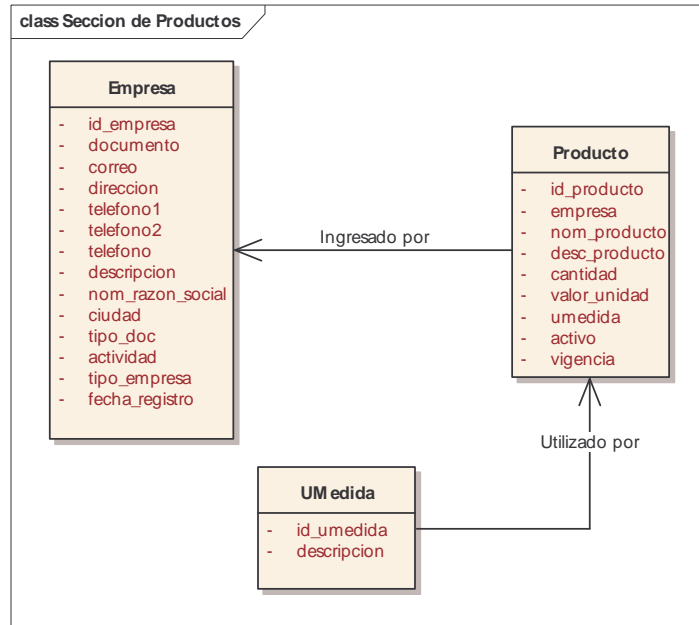 class Seccion de Productos
Empresa
- id_empresa
- documento
- correo
- direccion
- telefono1
- telefono2
- telefono
- descripcion
- nom_razon_social
- ciudad
- tipo_doc
- actividad
- tipo_empresa
- fecha_registro
Ingresado por
Producto
- id_producto
- empresa
- nom_producto
- desc_producto
- cantidad
- valor_unidad
- umedida
- activo
- vigencia
Utilizado por
UMedida
- id_umedida
- descripcion